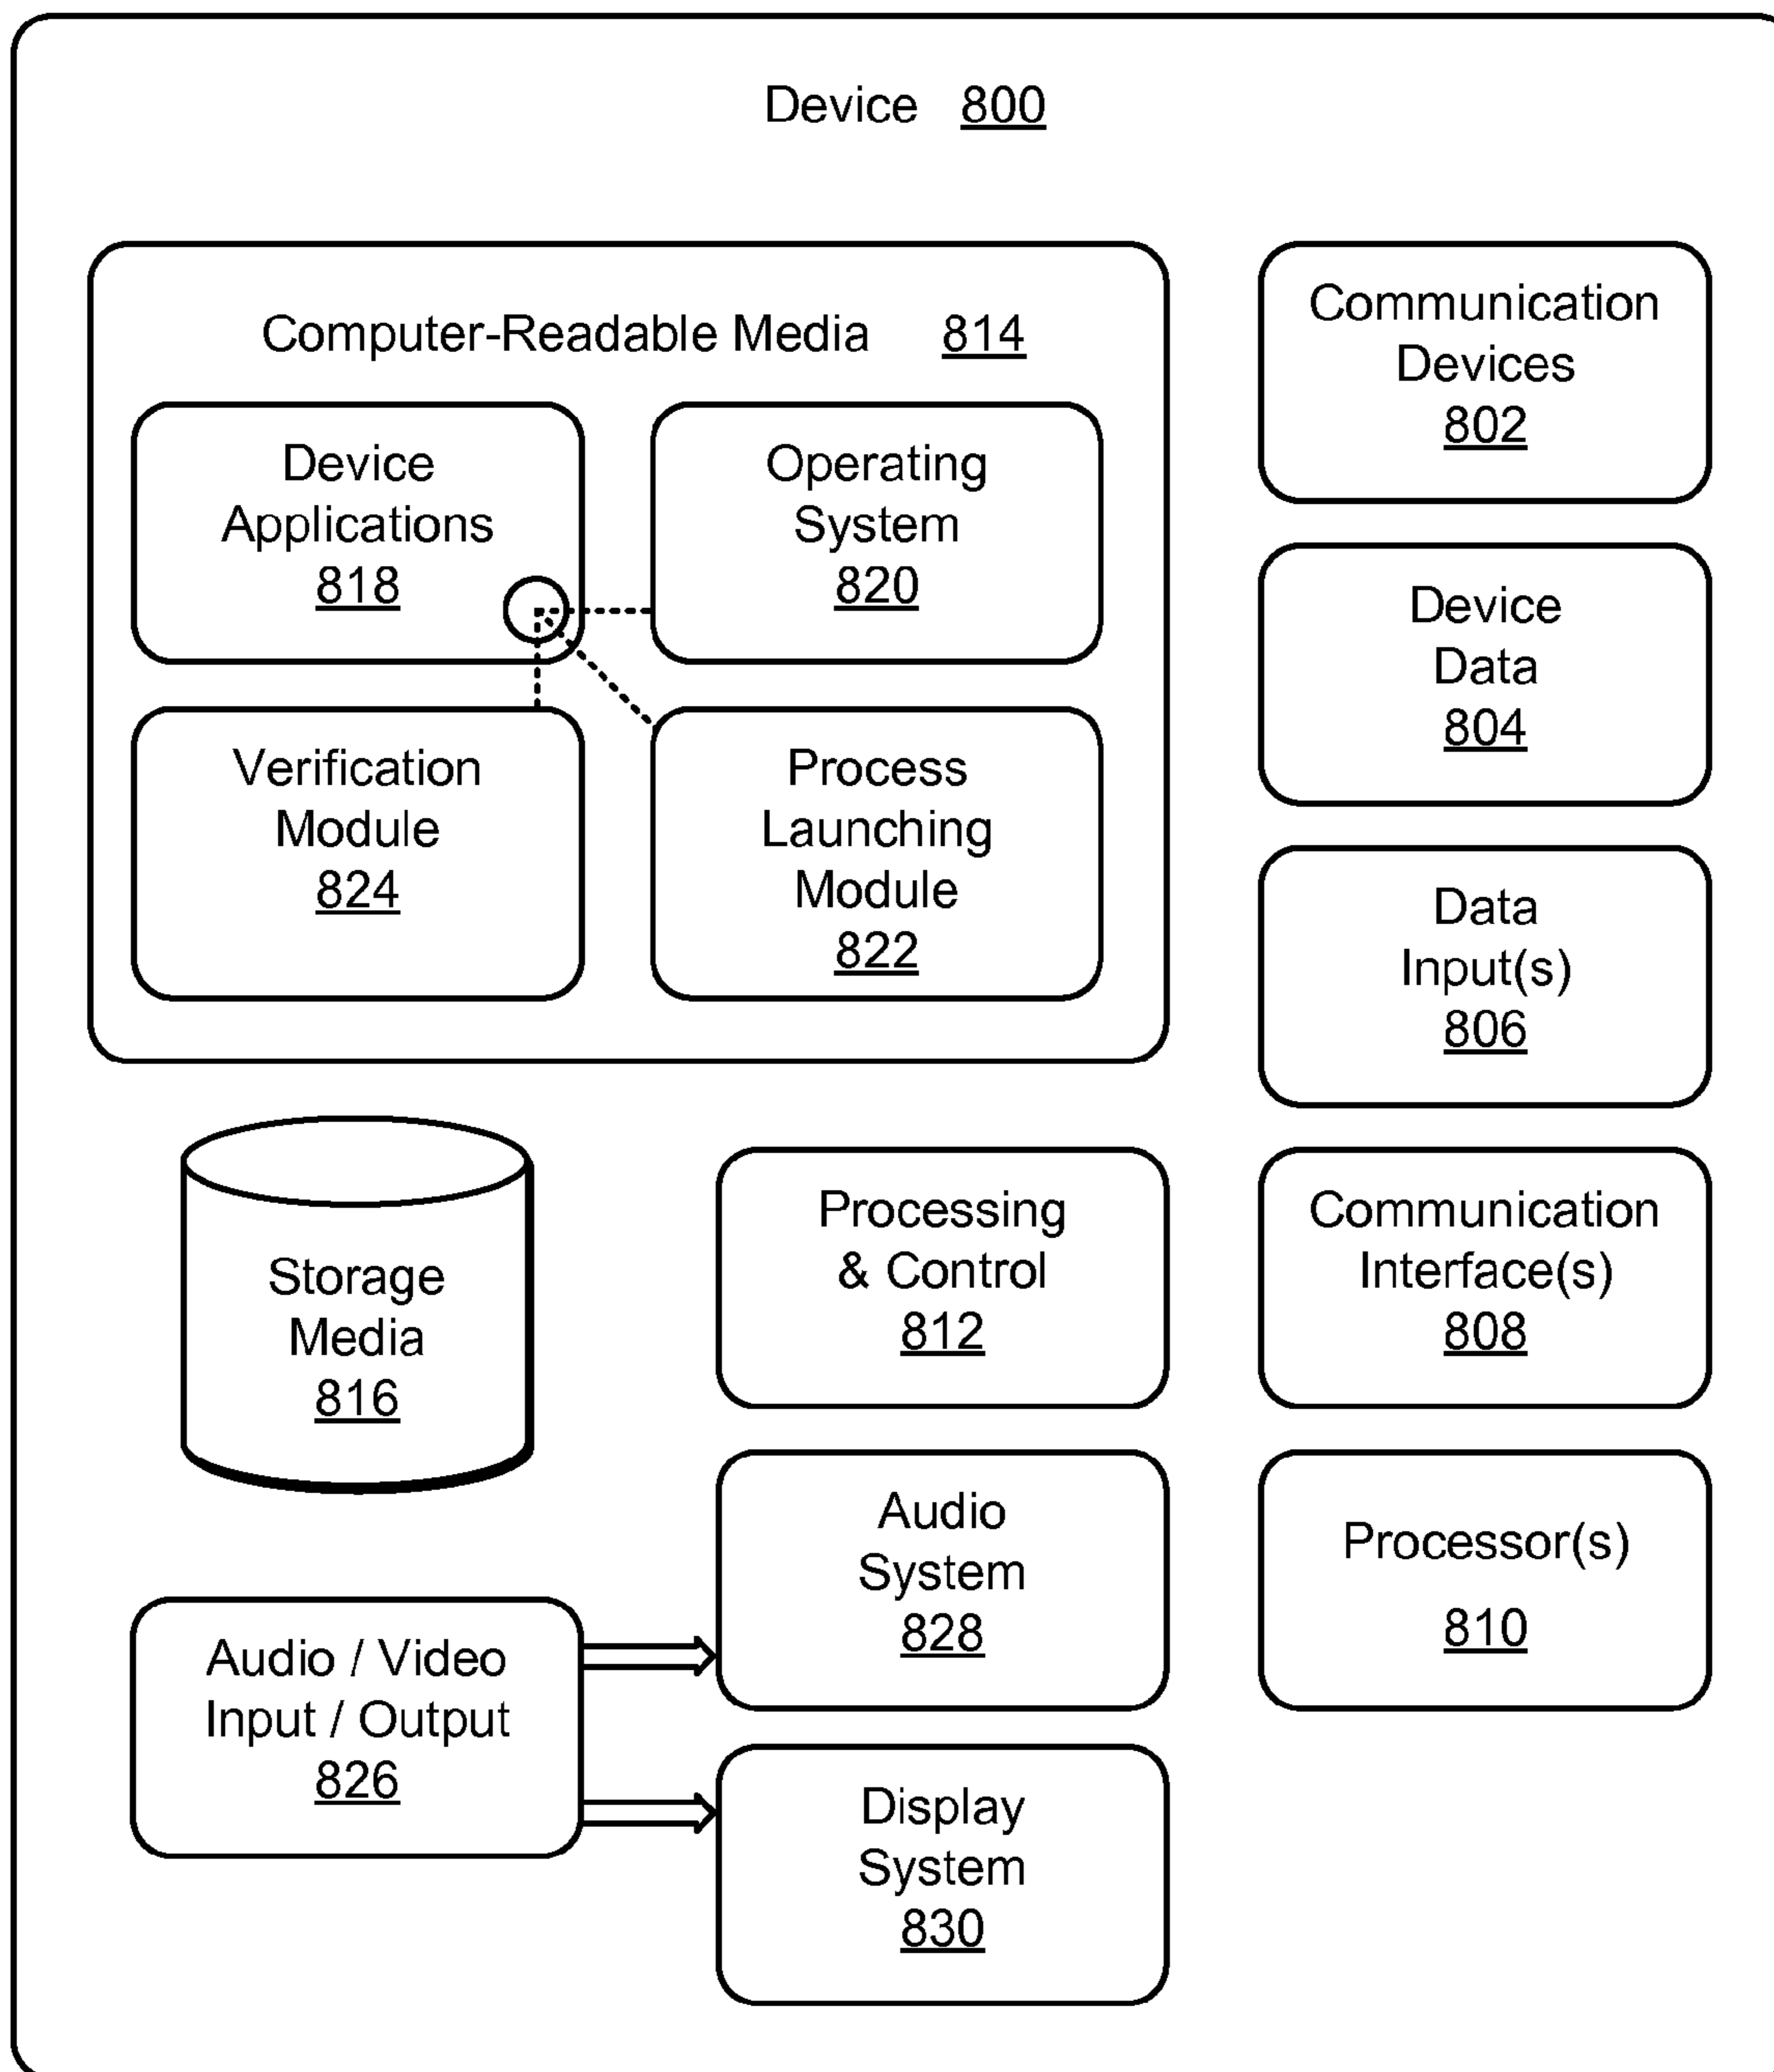 Device 800
Computer-Readable Media 814
Device
Applications
818
Operating
System
820
Verification
Module
824
Process
Launching
Module
822
Communication
Devices
802
Device
Data
804
Data
Input(s)
806
Communication
Interface(s)
808
Processor(s)
810
Storage
Media
816
Processing
& Control
812
Audio
System
828
Audio / Video
Input / Output
826
Display
System
830